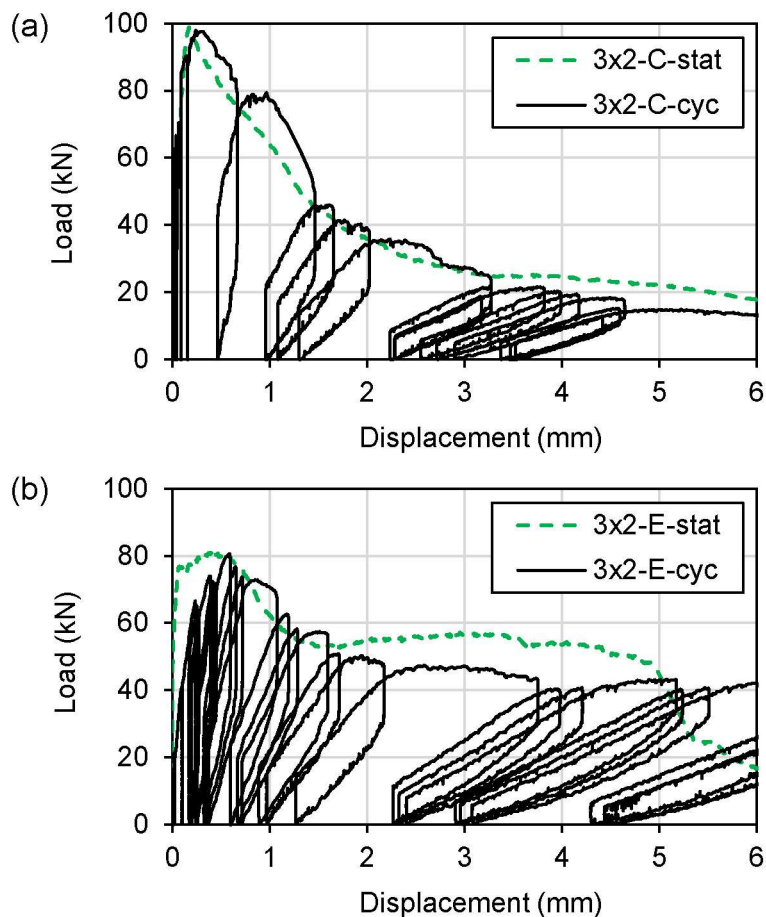 (a)
100
80
60
40
20
0
Load (kN)
3x2-C-stat
3x2-C-cyc
0 1 2 3 4 5 6
Displacement (mm)
(b)
100
80
60
40
20
0
Load (kN)
3x2-E-stat
3x2-E-cyc
0 1 2 3 4 5 6
Displacement (mm)